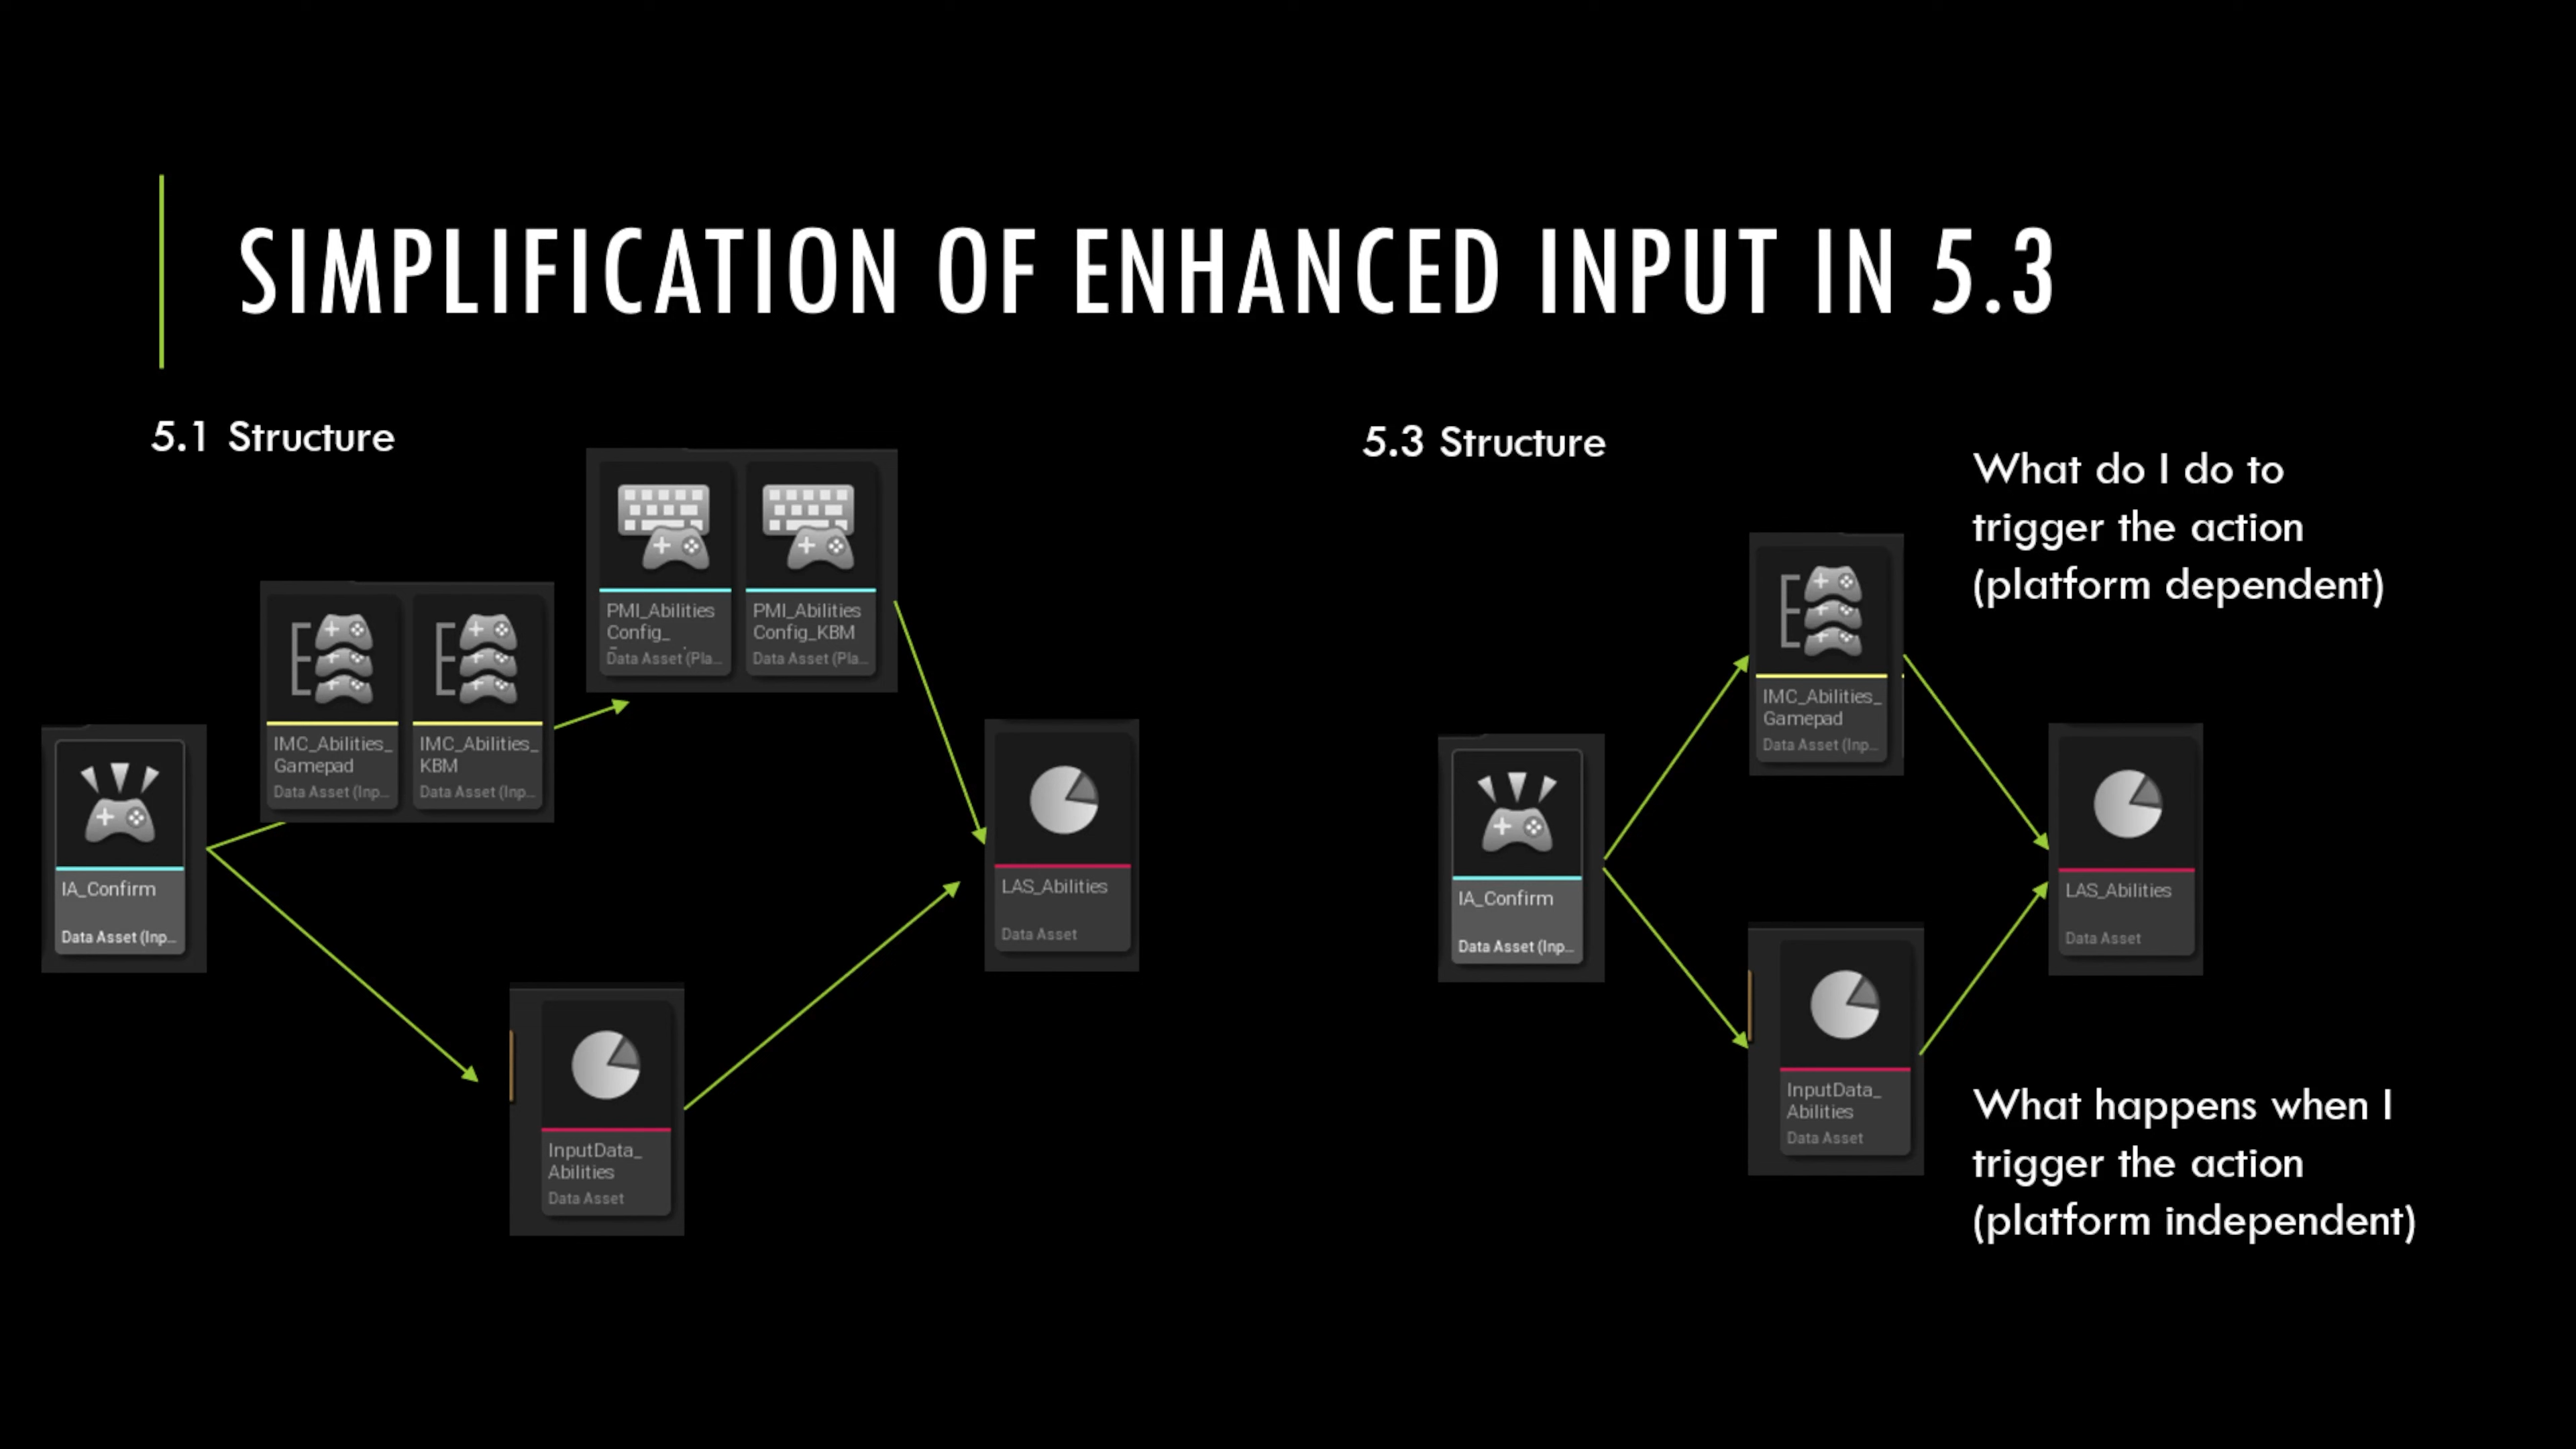 SIMPLIFICATION OF ENHANCED INPUT IN 5.3
5.1 Structure
PMI_Abilities
Config_
Data Asset (Pla...
PMI_Abilities
Config_KBM
Data Asset (Pla...
IMC_Abilities_
Gamepad
Data Asset (Inp...
IMC_Abilities_
KBM
Data Asset (Inp...
IA_Confirm
Data Asset (Inp...
LAS_Abilities
Data Asset
InputData_
Abilities
Data Asset
5.3 Structure
What do I do to
trigger the action
(platform dependent)
IMC_Abilities_
Gamepad
Data Asset (Inp...
IA_Confirm
Data Asset (Inp...
LAS_Abilities
Data Asset
InputData_
Abilities
Data Asset
What happens when I
trigger the action
(platform independent)